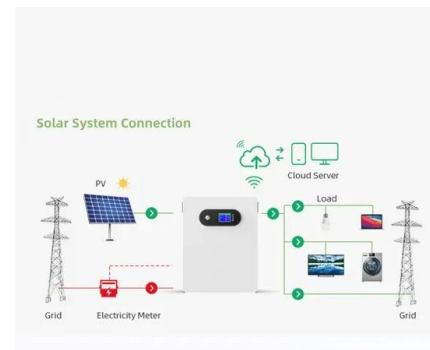 Solar System Connection
Cloud Server
PV
Load
Grid
Electricity Meter
Grid